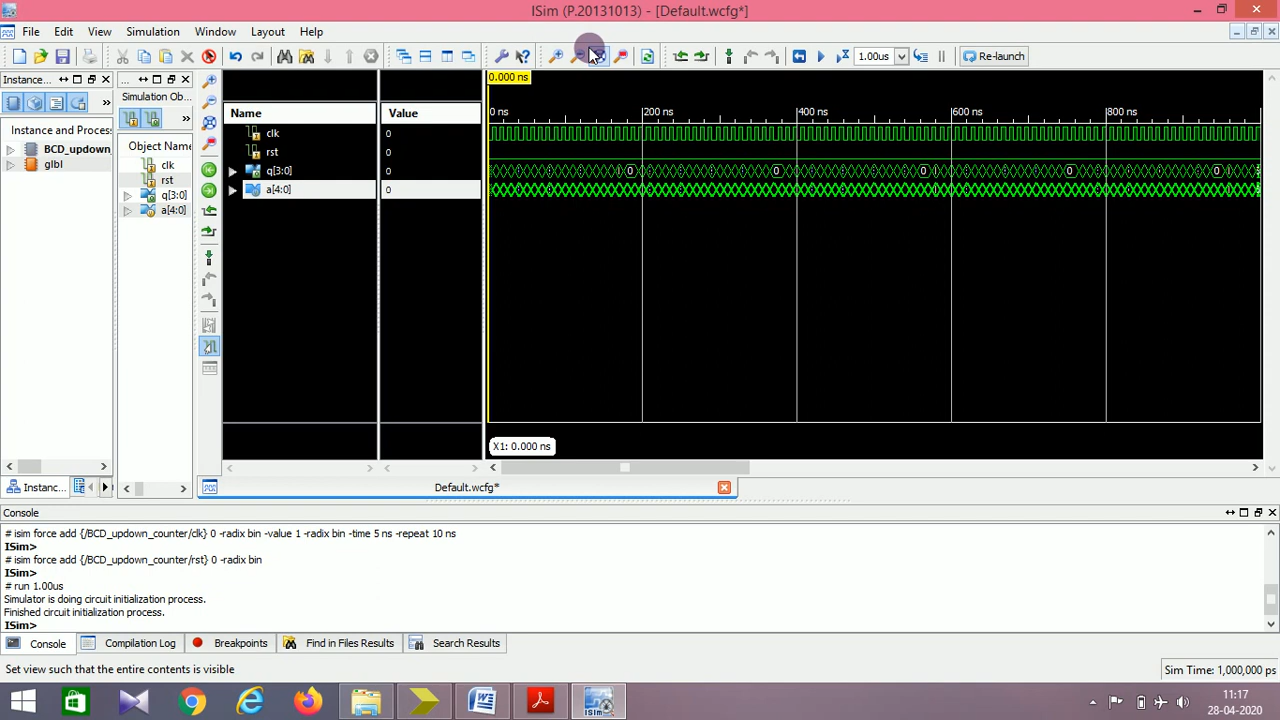 ISim (P.20131013) - [Default.wcfg*]
File Edit View Simulation Window Layout Help
1.00us Re-launch
Instance
Simulation Ob
Instance and Process
BCD_updown_
glbl
Object Name
clk
rst
q[3:0]
a[4:0]
Name Value
clk 0
rst 0
q[3:0] 0
a[4:0] 0
0.000 ns
0 ns 200 ns 400 ns 600 ns 800 ns
0 0 0 0 0
X1: 0.000 ns
Instanc...
Default.wcfg*
Console
# isim force add {/BCD_updown_counter/clk} 0 -radix bin -value 1 -radix bin -time 5 ns -repeat 10 ns
ISim>
# isim force add {/BCD_updown_counter/rst} 0 -radix bin
ISim>
# run 1.00us
Simulator is doing circuit initialization process.
Finished circuit initialization process.
ISim>
Console Compilation Log Breakpoints Find in Files Results Search Results
Set view such that the entire contents is visible
Sim Time: 1,000,000 ps
11:17
28-04-2020